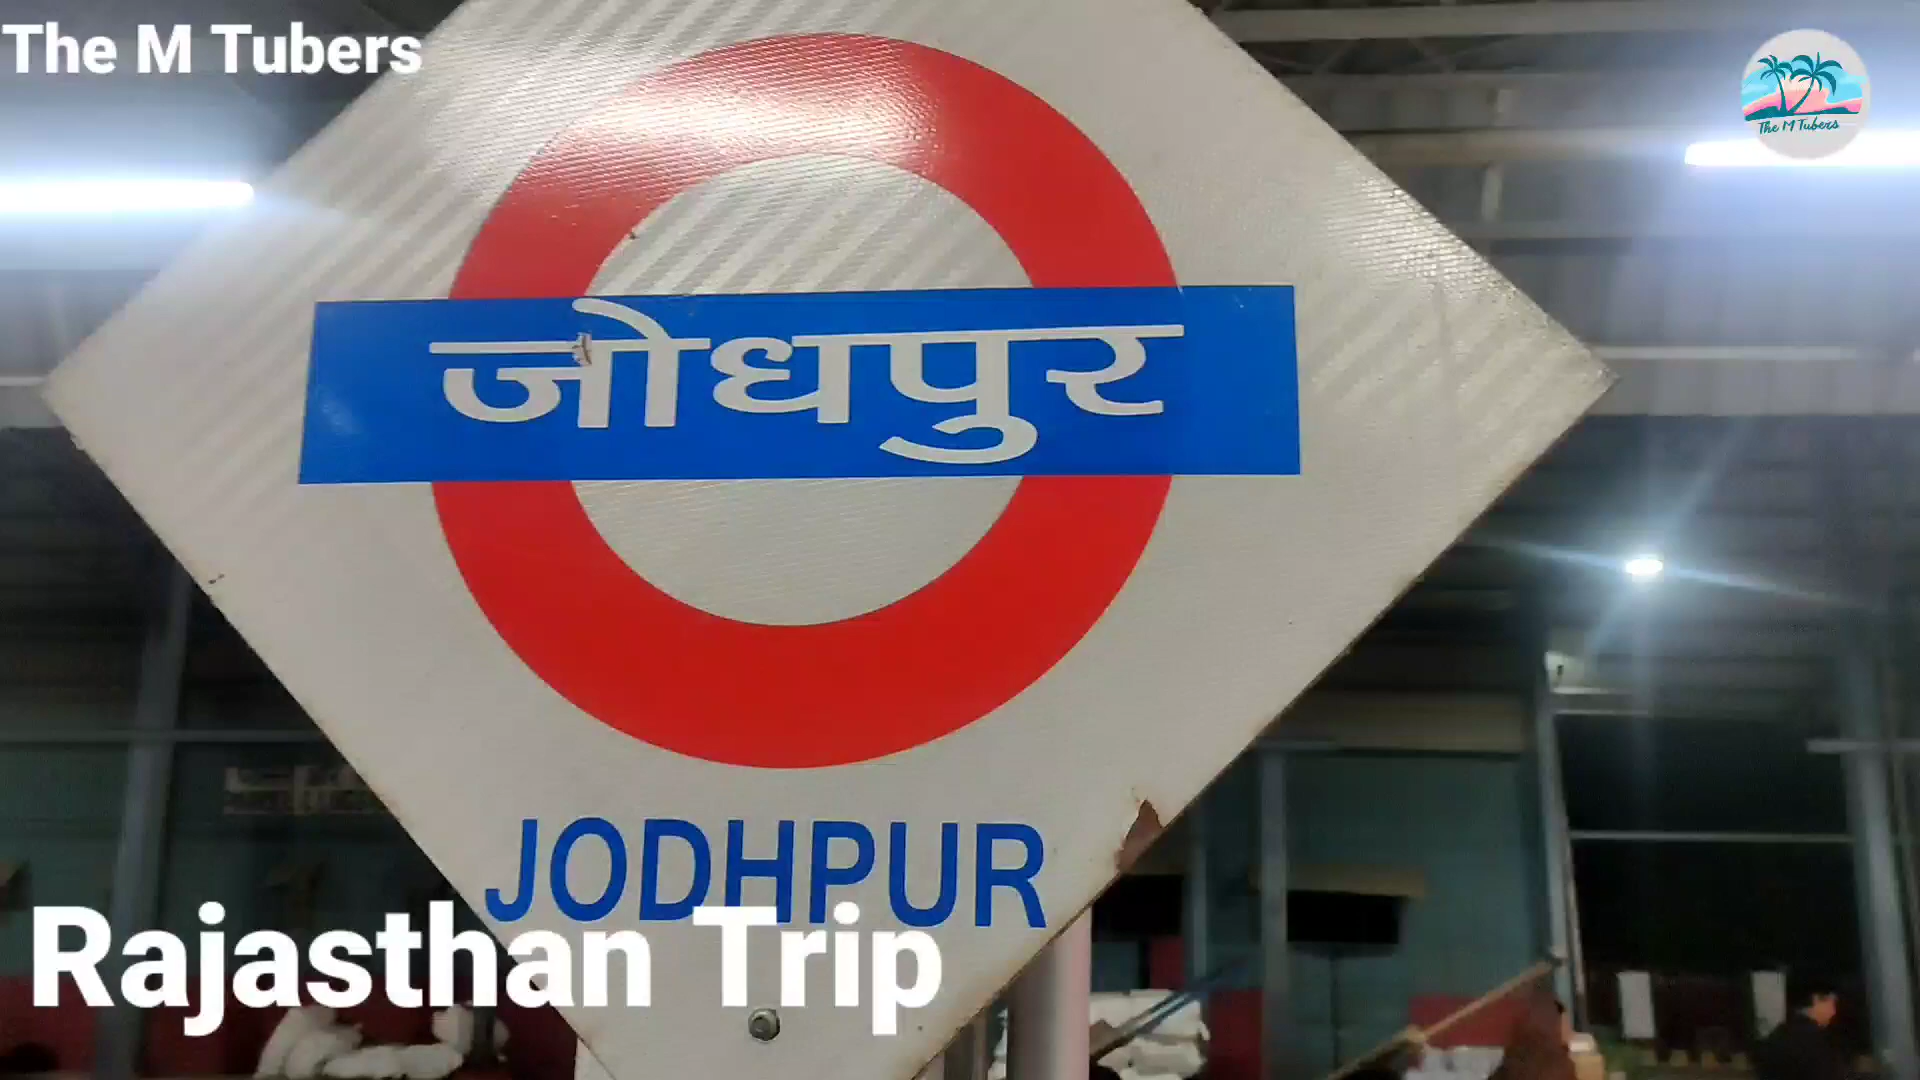 The M Tubers
The M Tubers
जोधपुर
JODHPUR
Rajasthan Trip